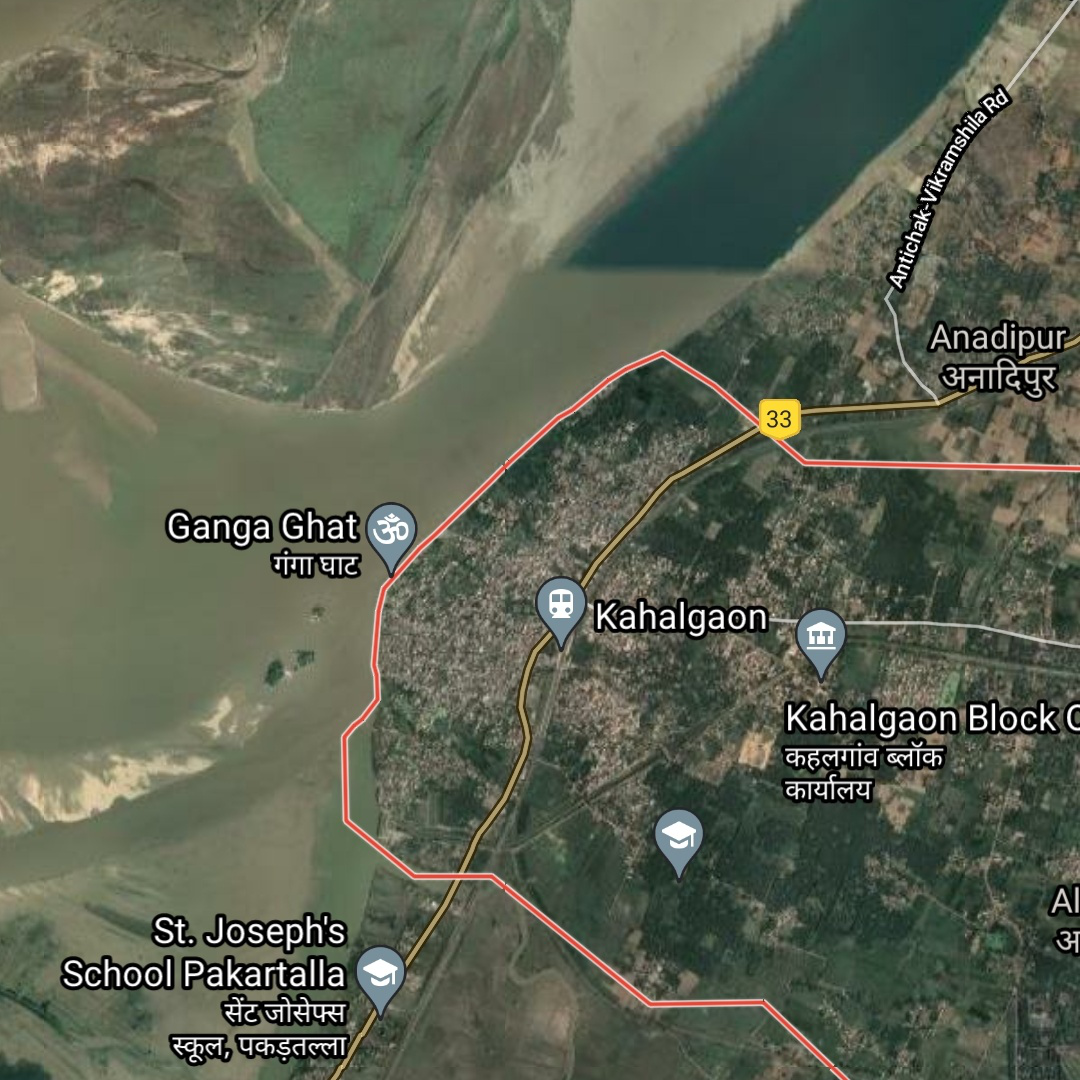 Antichak-Vikramshila Rd
Anadipur
अनादिपुर
33
Ganga Ghat
गंगा घाट
ॐ
Kahalgaon
Kahalgaon Block
कहलगांव ब्लॉक
कार्यालय
Al
अ
St. Joseph's
School Pakartalla
सेंट जोसेफ्स
स्कूल, पकड़तल्ला